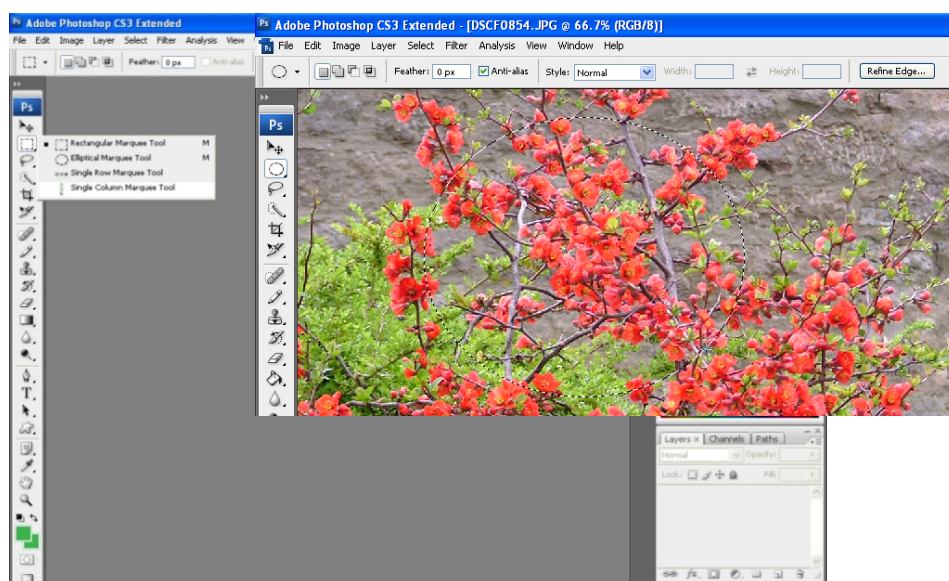 Adobe Photoshop CS3 Extended
File Edit Image Layer Select Filter Analysis View
Feather: 0 px Anti-alias
Ps
Rectangular Marquee Tool M
Elliptical Marquee Tool M
Single Row Marquee Tool
Single Column Marquee Tool
T
Ps Adobe Photoshop CS3 Extended - [DSCF0854.JPG @ 66.7% (RGB/8)]
File Edit Image Layer Select Filter Analysis View Window Help
Feather: 0 px Anti-alias Style: Normal Width: Height: Refine Edge...
Ps
Layers x Channels Paths
Normal Opacity:
Lock: Fill:
fx